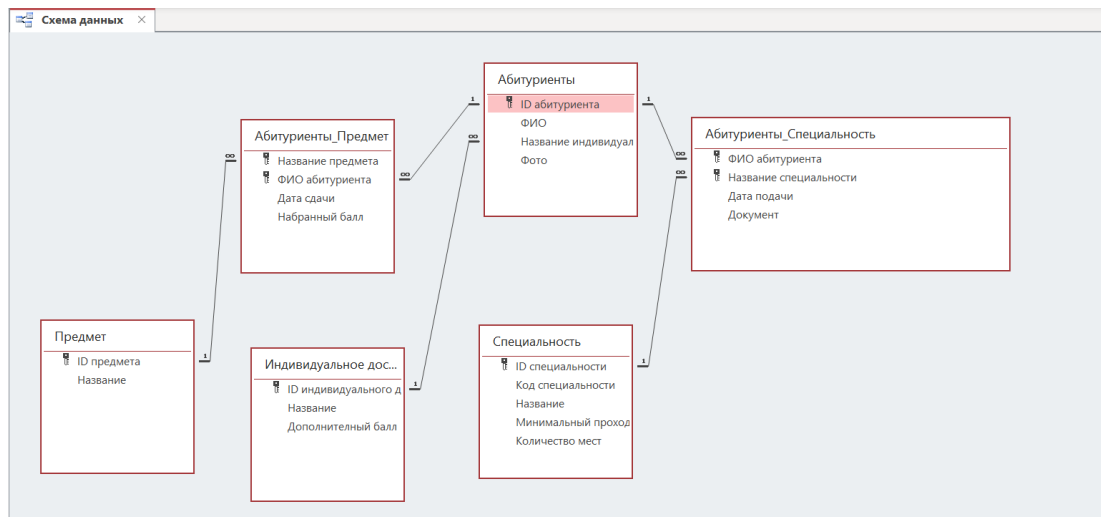 Схема данных
Абитуриенты
ID абитуриента
ФИО
Название индивидуал
Фото
Абитуриенты_Предмет
Название предмета
ФИО абитуриента
Дата сдачи
Набранный балл
Абитуриенты_Специальность
ФИО абитуриента
Название специальности
Дата подачи
Документ
Предмет
ID предмета
Название
Индивидуальное дос...
ID индивидуального д
Название
Дополнителный балл
Специальность
ID специальности
Код специальности
Название
Минимальный проход
Количество мест
1
∞
∞
∞
1
∞
∞
1
1
1